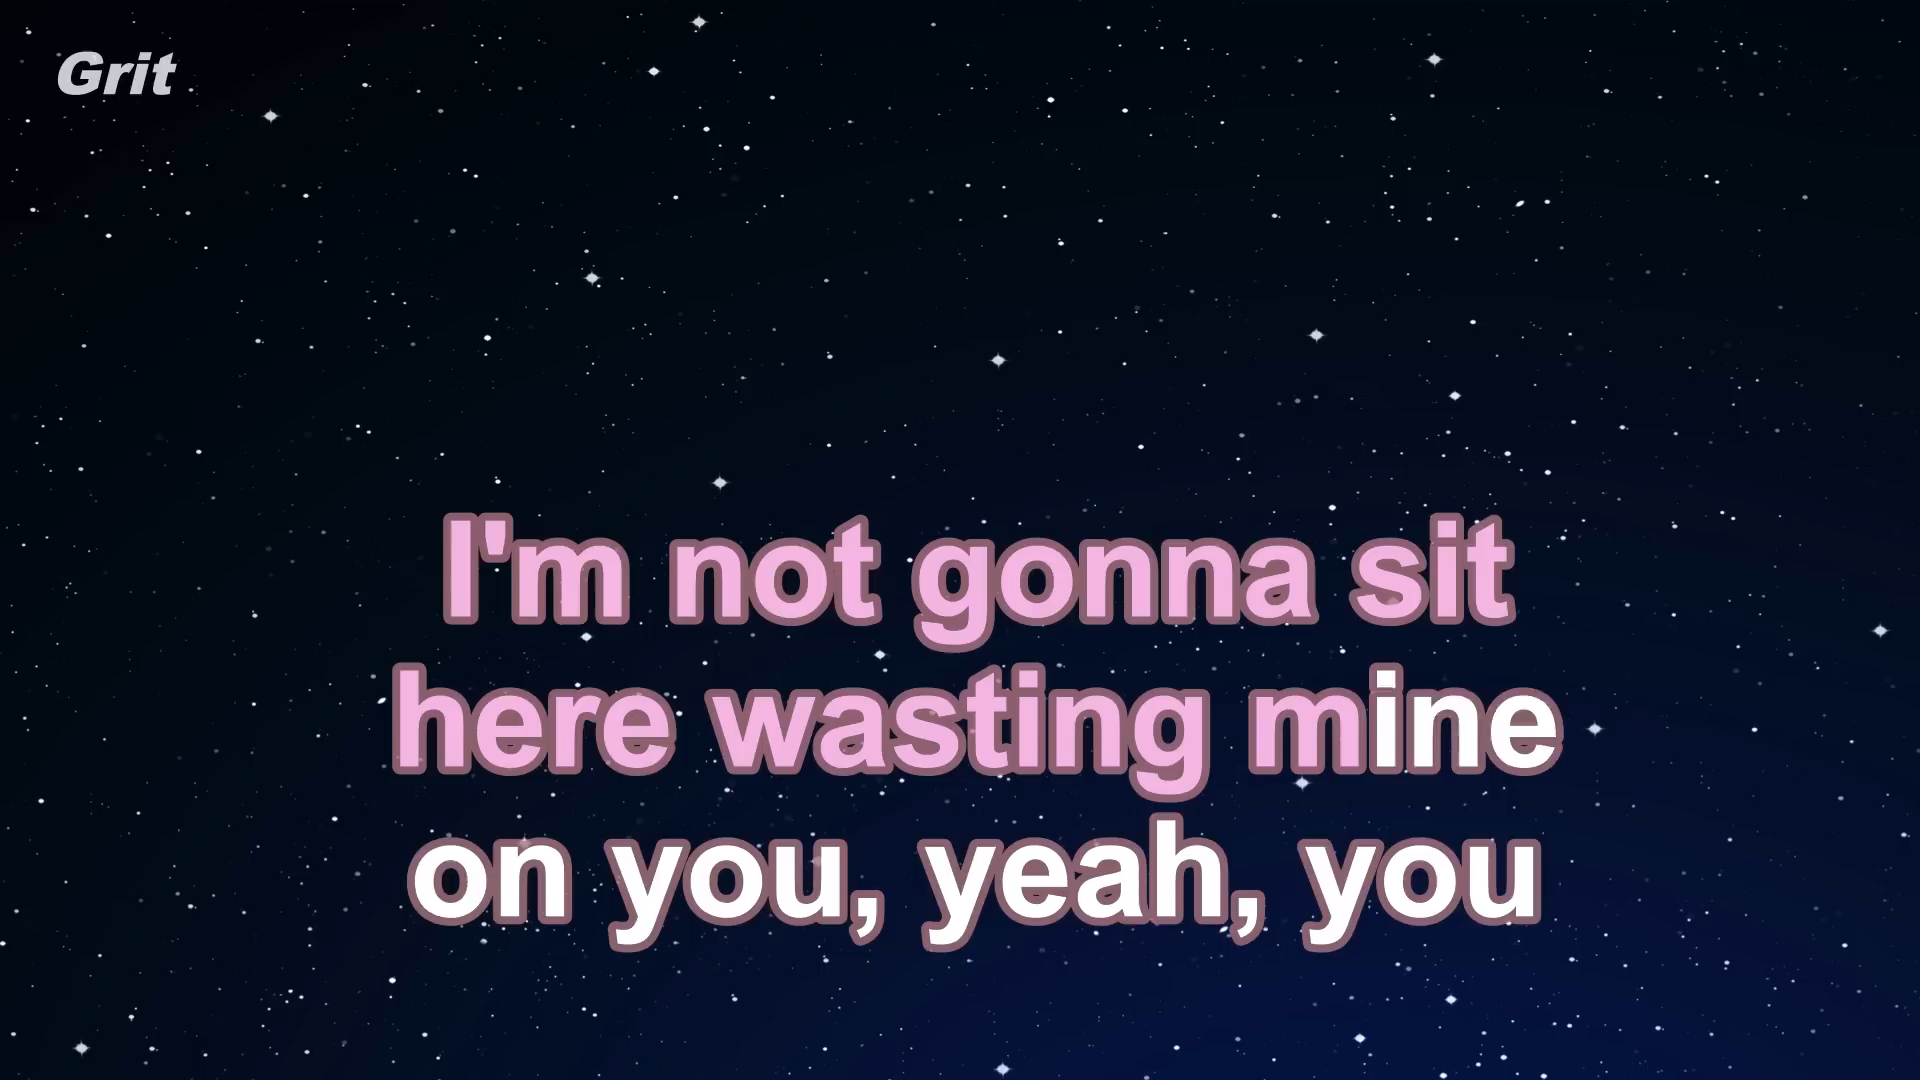 Grit
I'm not gonna sit
here wasting mine
on you, yeah, you